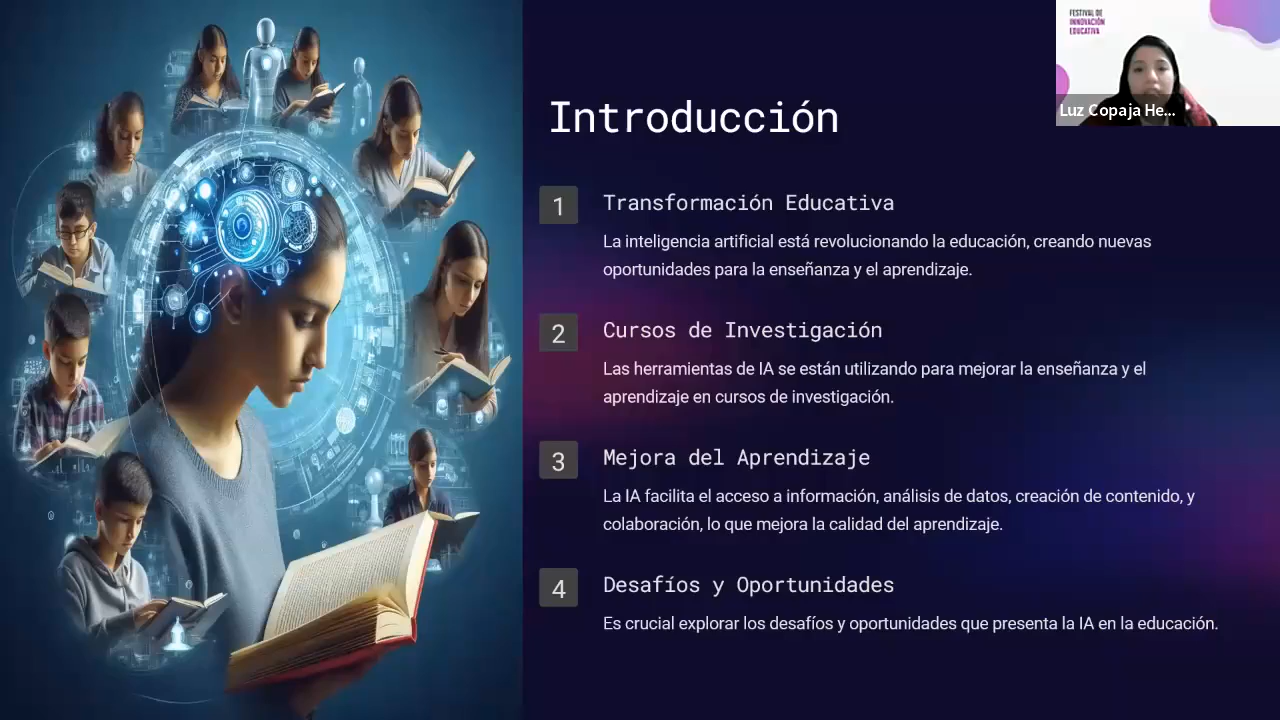 FESTIVAL DE
INNOVACIÓN
EDUCATIVA
Luz Copaja He...
Introducción
1
Transformación Educativa
La inteligencia artificial está revolucionando la educación, creando nuevas
oportunidades para la enseñanza y el aprendizaje.
2
Cursos de Investigación
Las herramientas de IA se están utilizando para mejorar la enseñanza y el
aprendizaje en cursos de investigación.
3
Mejora del Aprendizaje
La IA facilita el acceso a información, análisis de datos, creación de contenido, y
colaboración, lo que mejora la calidad del aprendizaje.
4
Desafíos y Oportunidades
Es crucial explorar los desafíos y oportunidades que presenta la IA en la educación.